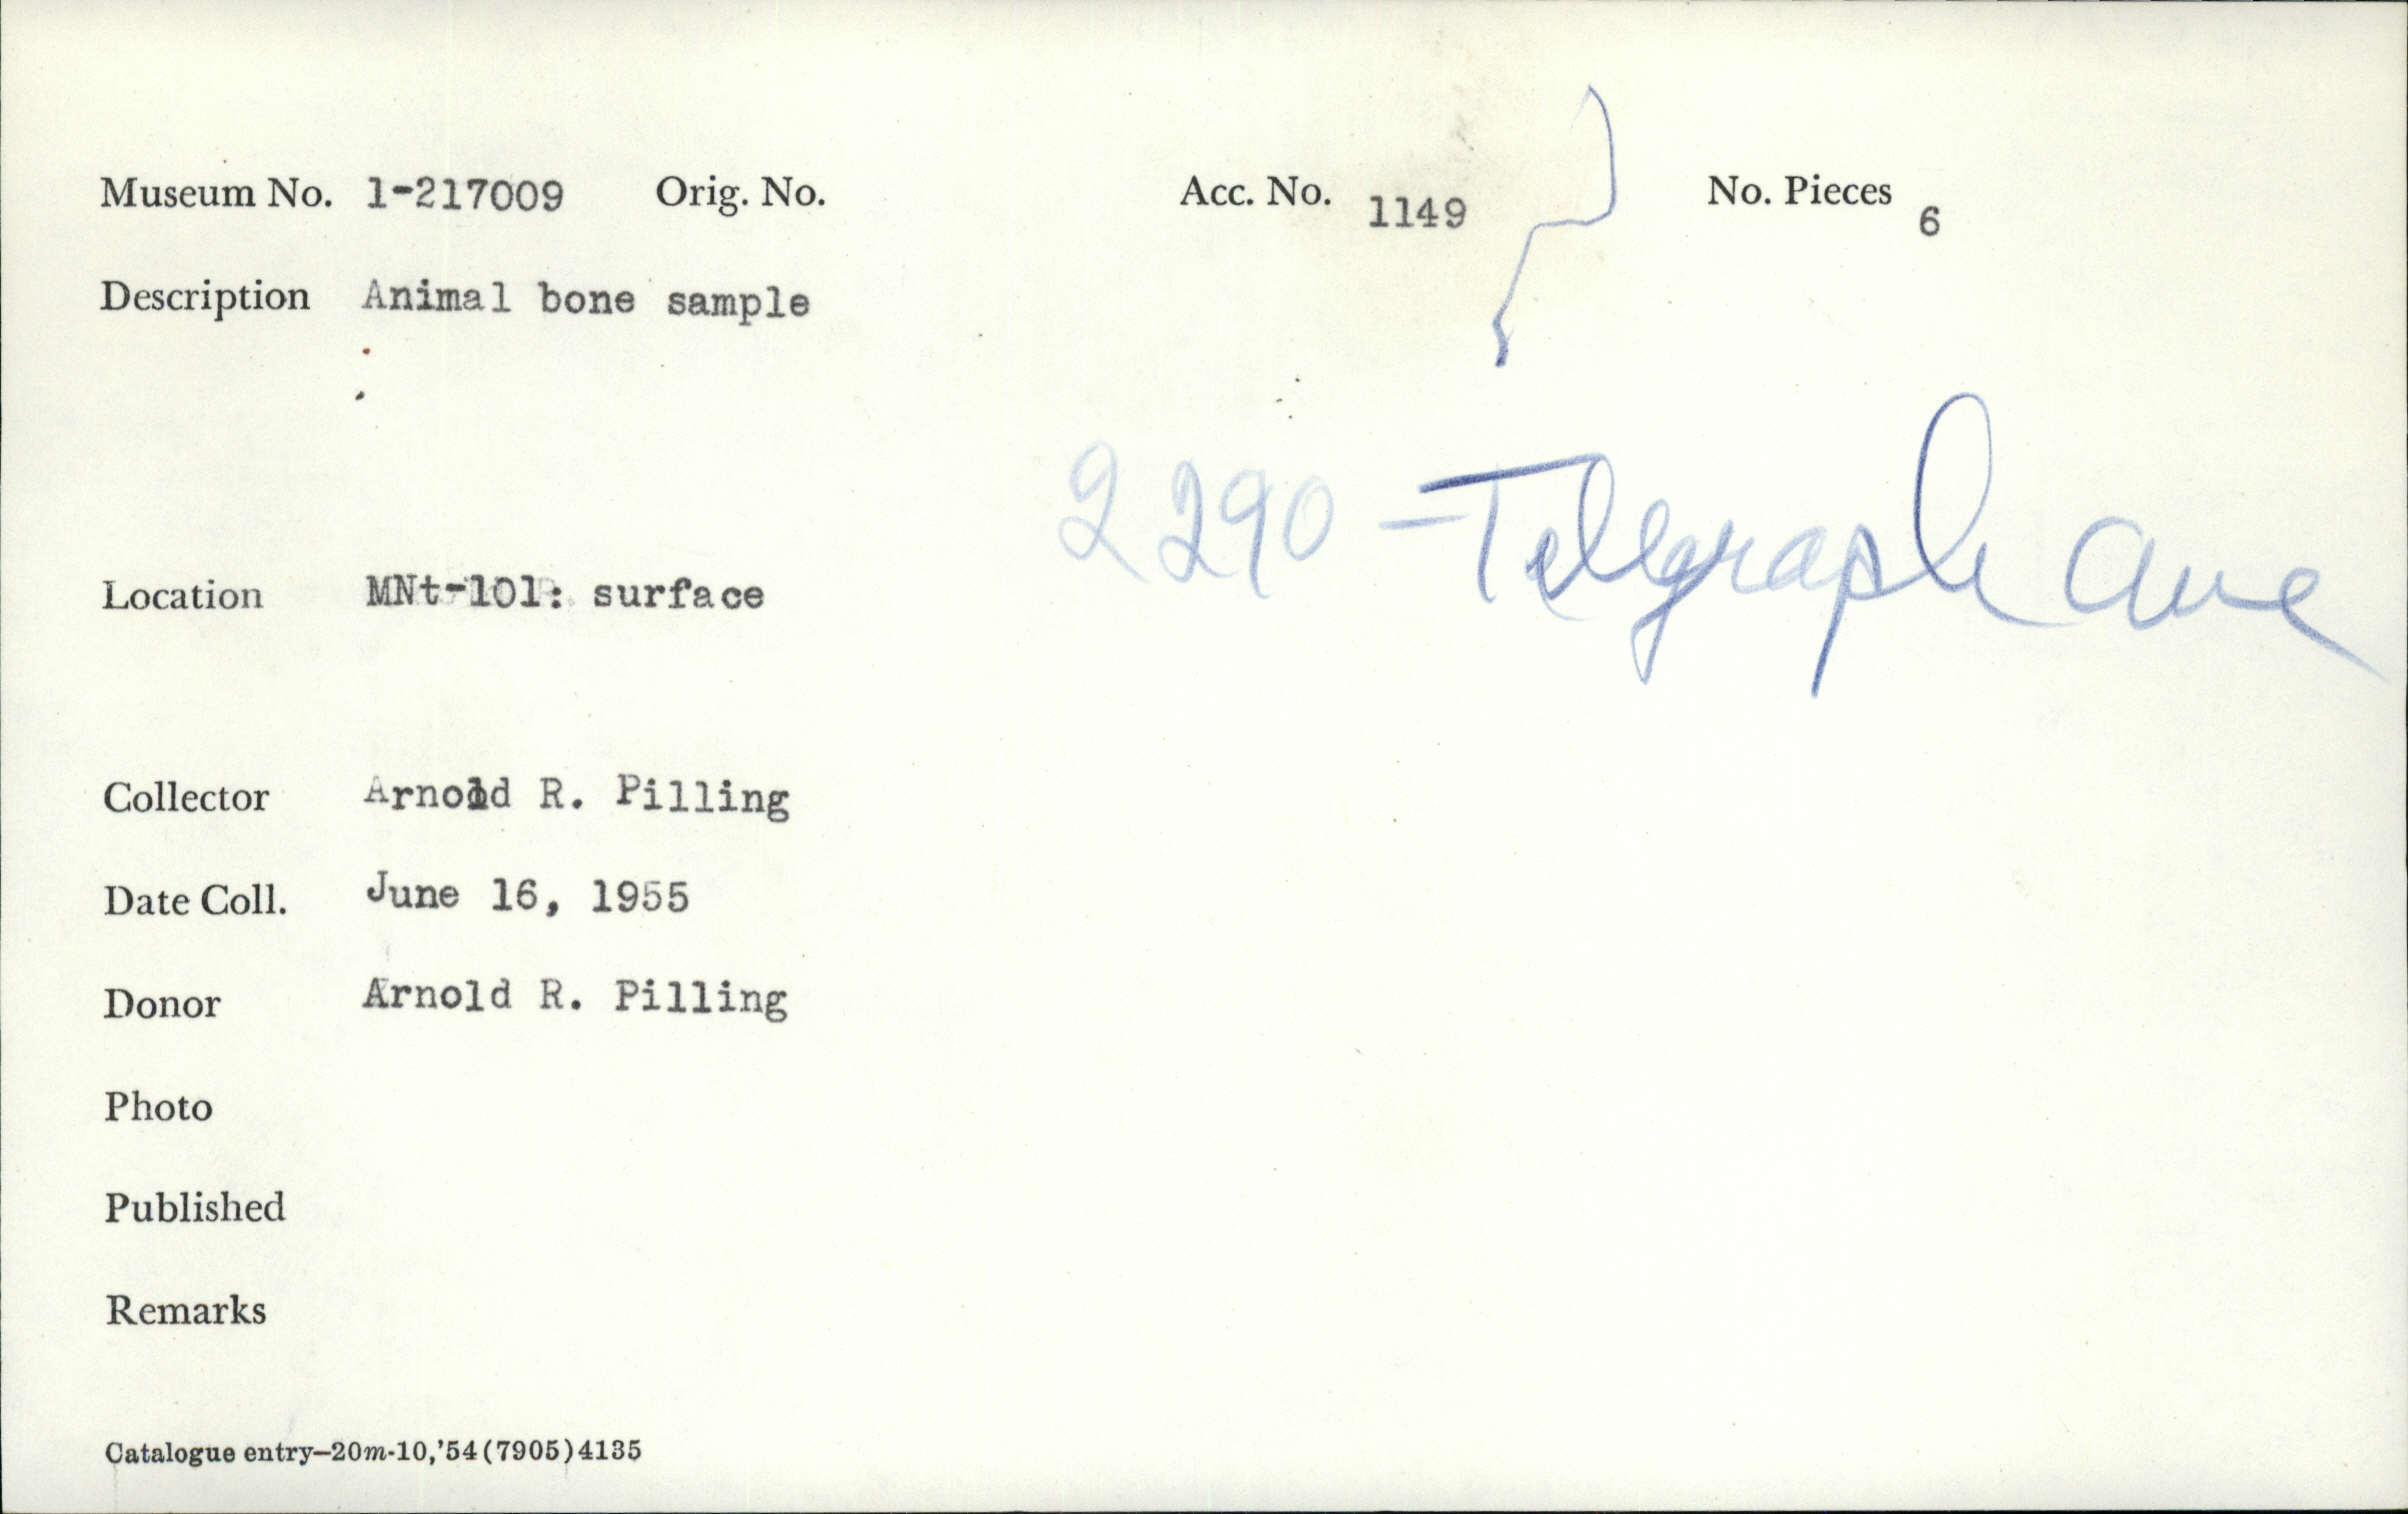 Museum No. 1-217009 Orig. No. Acc. No. 1149 No. Pieces 6
Description Animal bone sample
2290 - Telegraph Ave
Location MNt-101: surface
Collector Arnold R. Pilling
Date Coll. June 16, 1955
Donor Arnold R. Pilling
Photo
Published
Remarks
Catalogue entry—20m-10,'54(7905)4135